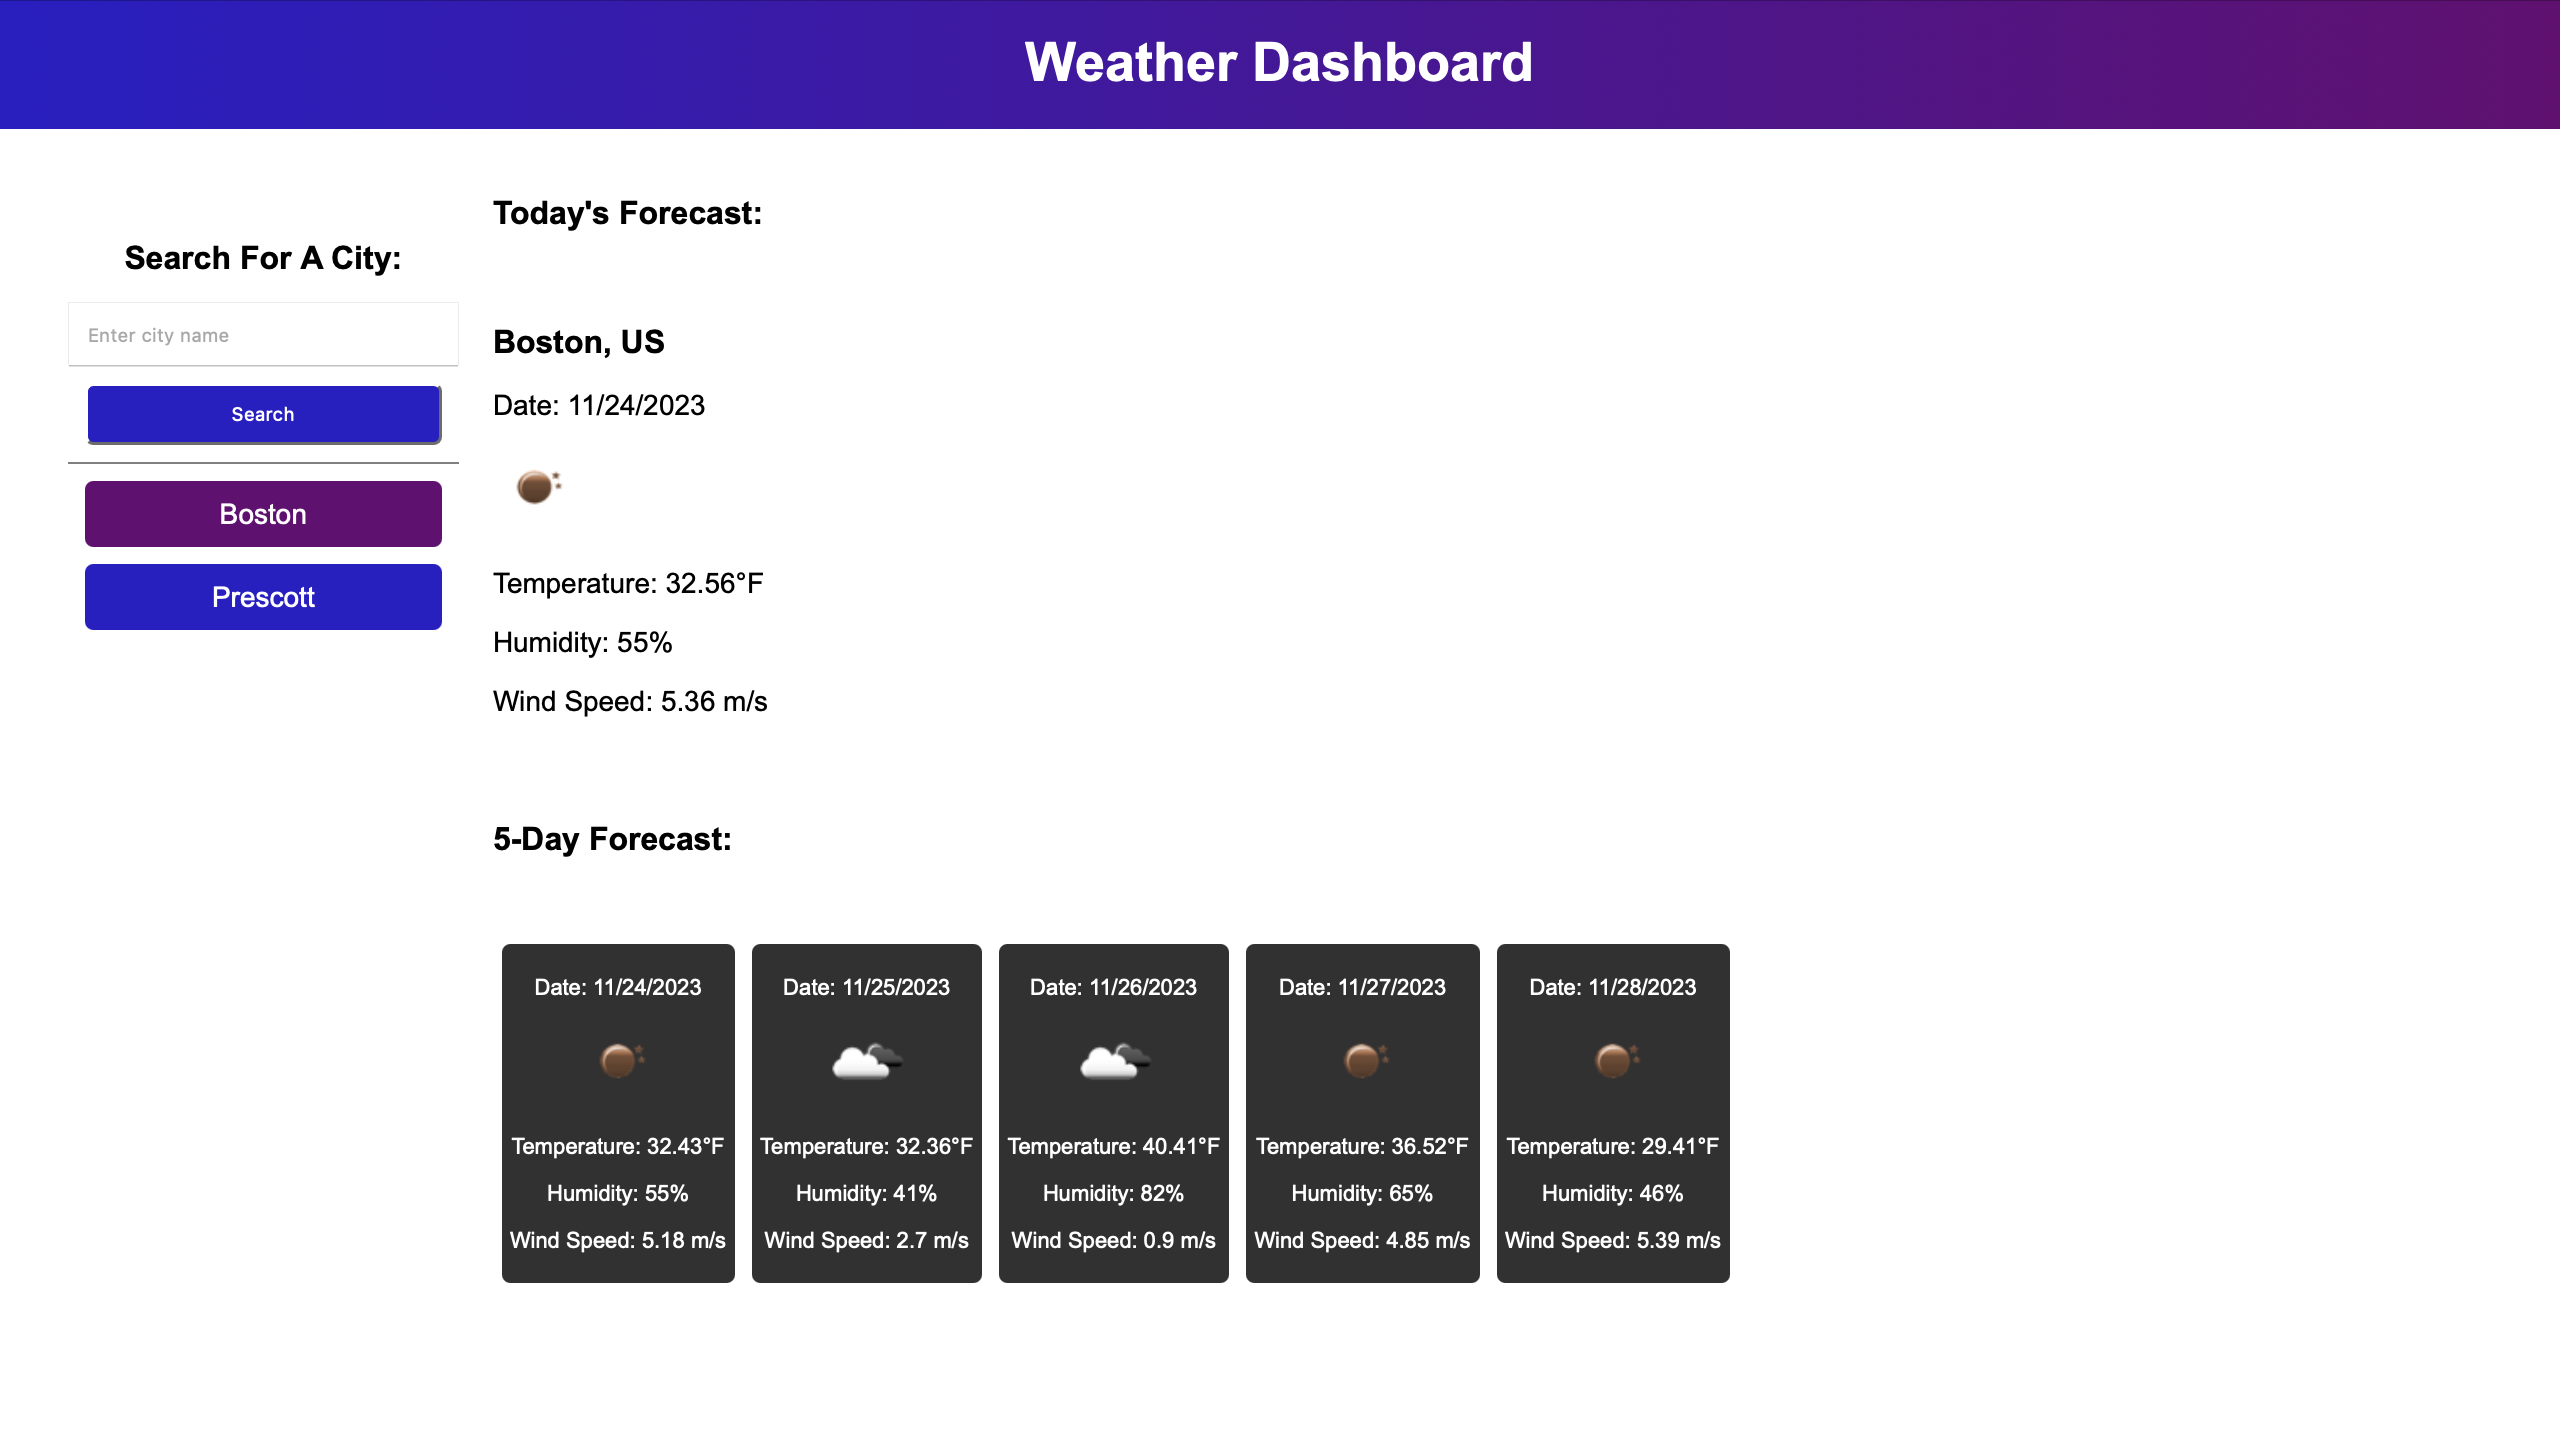 Weather Dashboard
Search For A City:
Enter city name
Search
Boston
Prescott
Today's Forecast:
Boston, US
Date: 11/24/2023
Temperature: 32.56°F
Humidity: 55%
Wind Speed: 5.36 m/s
5-Day Forecast:
Date: 11/24/2023
Temperature: 32.43°F
Humidity: 55%
Wind Speed: 5.18 m/s
Date: 11/25/2023
Temperature: 32.36°F
Humidity: 41%
Wind Speed: 2.7 m/s
Date: 11/26/2023
Temperature: 40.41°F
Humidity: 82%
Wind Speed: 0.9 m/s
Date: 11/27/2023
Temperature: 36.52°F
Humidity: 65%
Wind Speed: 4.85 m/s
Date: 11/28/2023
Temperature: 29.41°F
Humidity: 46%
Wind Speed: 5.39 m/s